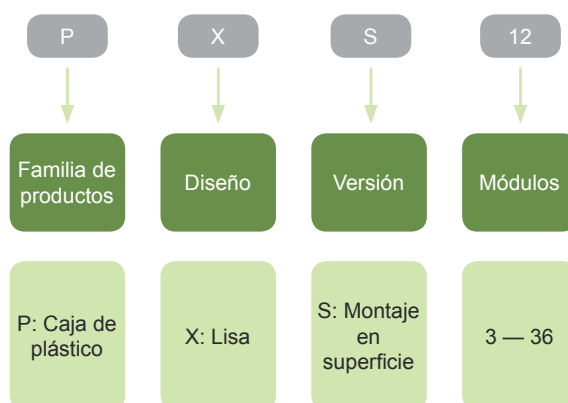 P
X
S
12
Familia de
productos
Diseño
Versión
Módulos
P: Caja de
plástico
X: Lisa
S: Montaje
en
superficie
3 — 36